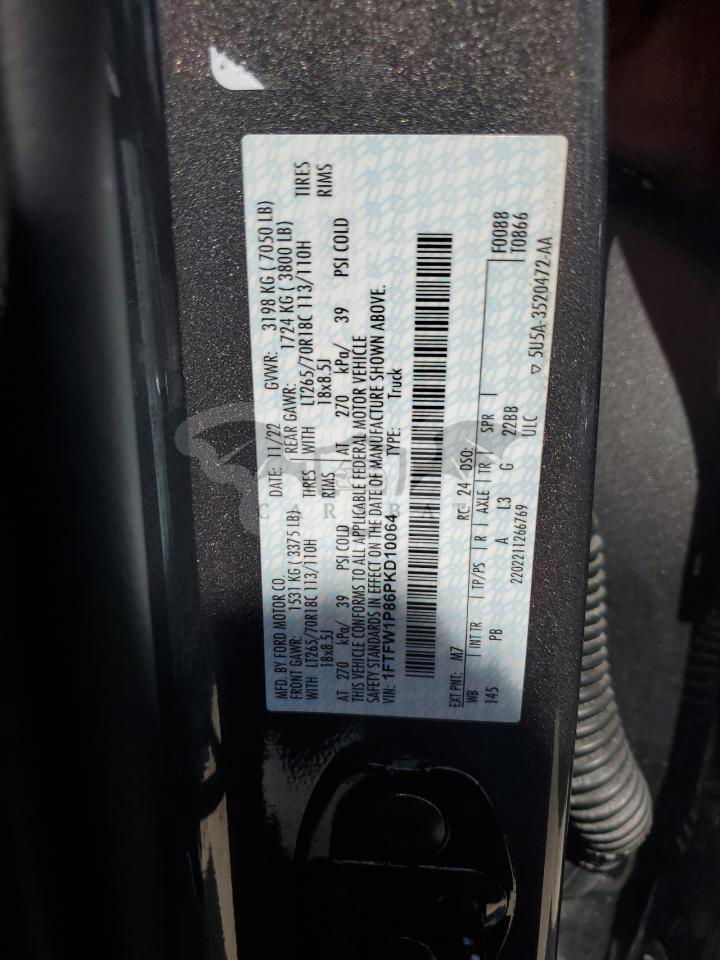 MFD. BY FORD MOTOR CO. DATE: 11/22 GVWR: 3198 KG ( 7050 LB)
FRONT GAWR: 1531 KG ( 3375 LB) REAR GAWR: 1724 KG ( 3800 LB)
WITH LT265/70R18C 113/110H TIRES WITH LT265/70R18C 113/110H TIRES
18x8.5J RIMS 18x8.5J RIMS
AT 270 kPa/ 39 PSI COLD AT 270 kPa/ 39 PSI COLD
THIS VEHICLE CONFORMS TO ALL APPLICABLE FEDERAL MOTOR VEHICLE
SAFETY STANDARDS IN EFFECT ON THE DATE OF MANUFACTURE SHOWN ABOVE.
VIN: 1FTFW1P86PKD10064 TYPE: Truck
EXT PNT: M7 RC: 24 DSO: F0088
WB INT TR TP/PS R AXLE TR SPR T0866
145 PB A L3 G 22BB
2202211266769 ULC
5U5A-3520472-AA